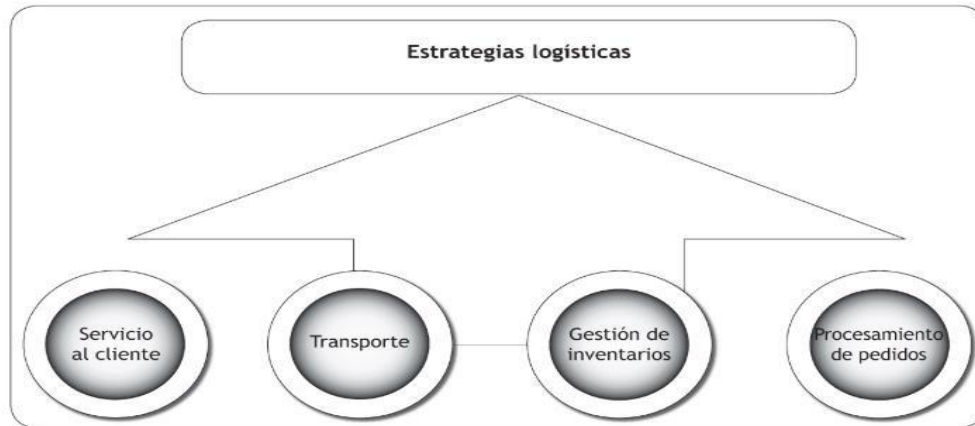 Estrategias logísticas
Servicio
al cliente
Transporte
Gestión de
inventarios
Procesamiento
de pedidos